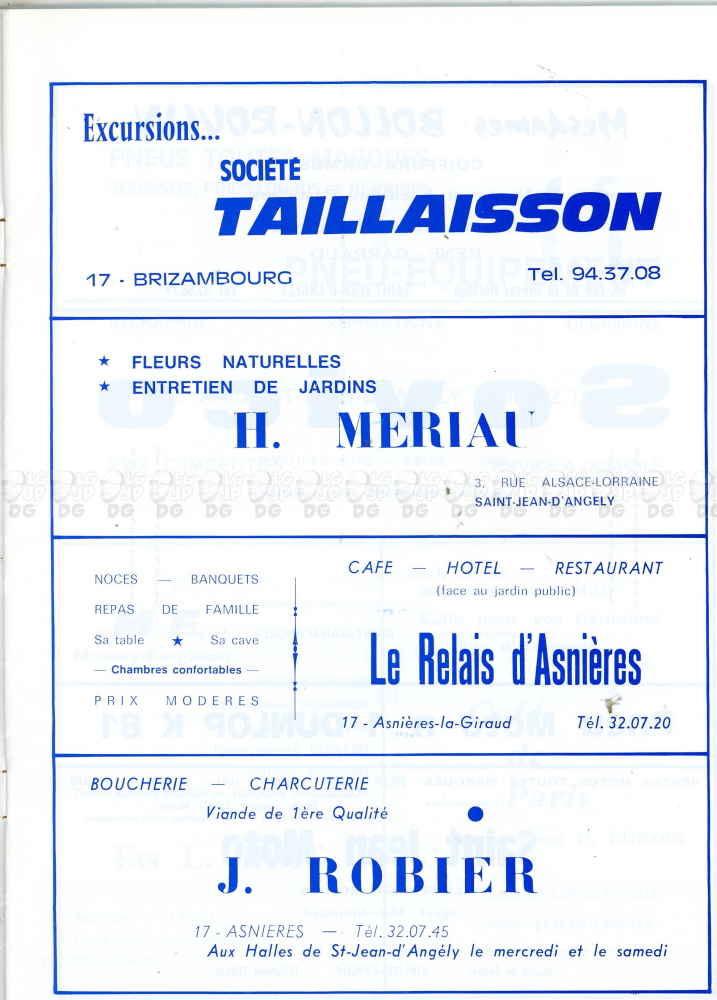 Excursions...
SOCIÉTÉ
TAILLAISSON
17 - BRIZAMBOURG
Tel. 94.37.08
★ FLEURS NATURELLES
★ ENTRETIEN DE JARDINS
H. MERIAU
3, RUE ALSACE-LORRAINE
SAINT-JEAN-D'ANGELY
NOCES — BANQUETS
REPAS DE FAMILLE
Sa table ★ Sa cave
— Chambres confortables —
PRIX MODERES
CAFE — HOTEL — RESTAURANT
(face au jardin public)
Le Relais d'Asnières
17 - Asnières-la-Giraud Tél. 32.07.20
BOUCHERIE — CHARCUTERIE
Viande de 1ère Qualité
J. ROBIER
17 - ASNIERES — Tél. 32.07.45
Aux Halles de St-Jean-d'Angély le mercredi et le samedi